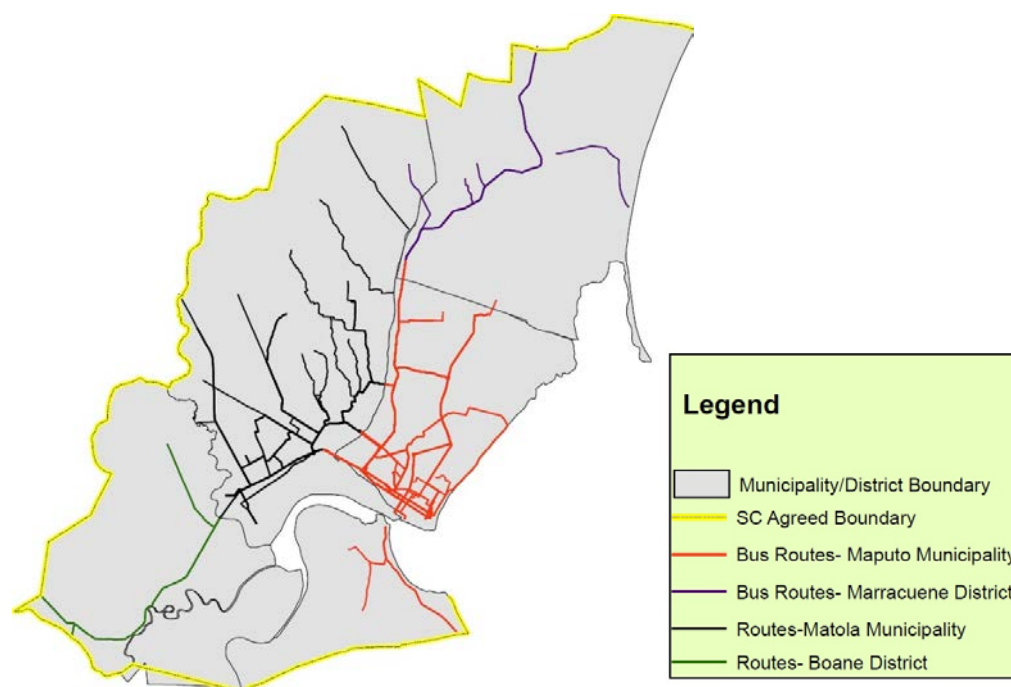 Legend
Municipality/District Boundary
SC Agreed Boundary
Bus Routes- Maputo Municipality
Bus Routes- Marracuene District
Routes-Matola Municipality
Routes- Boane District